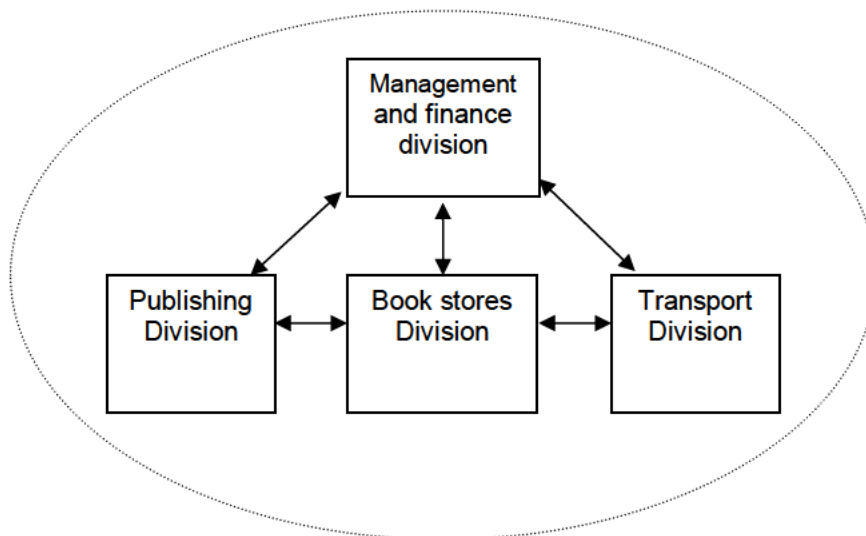 Management
and finance
division
Publishing
Division
Book stores
Division
Transport
Division